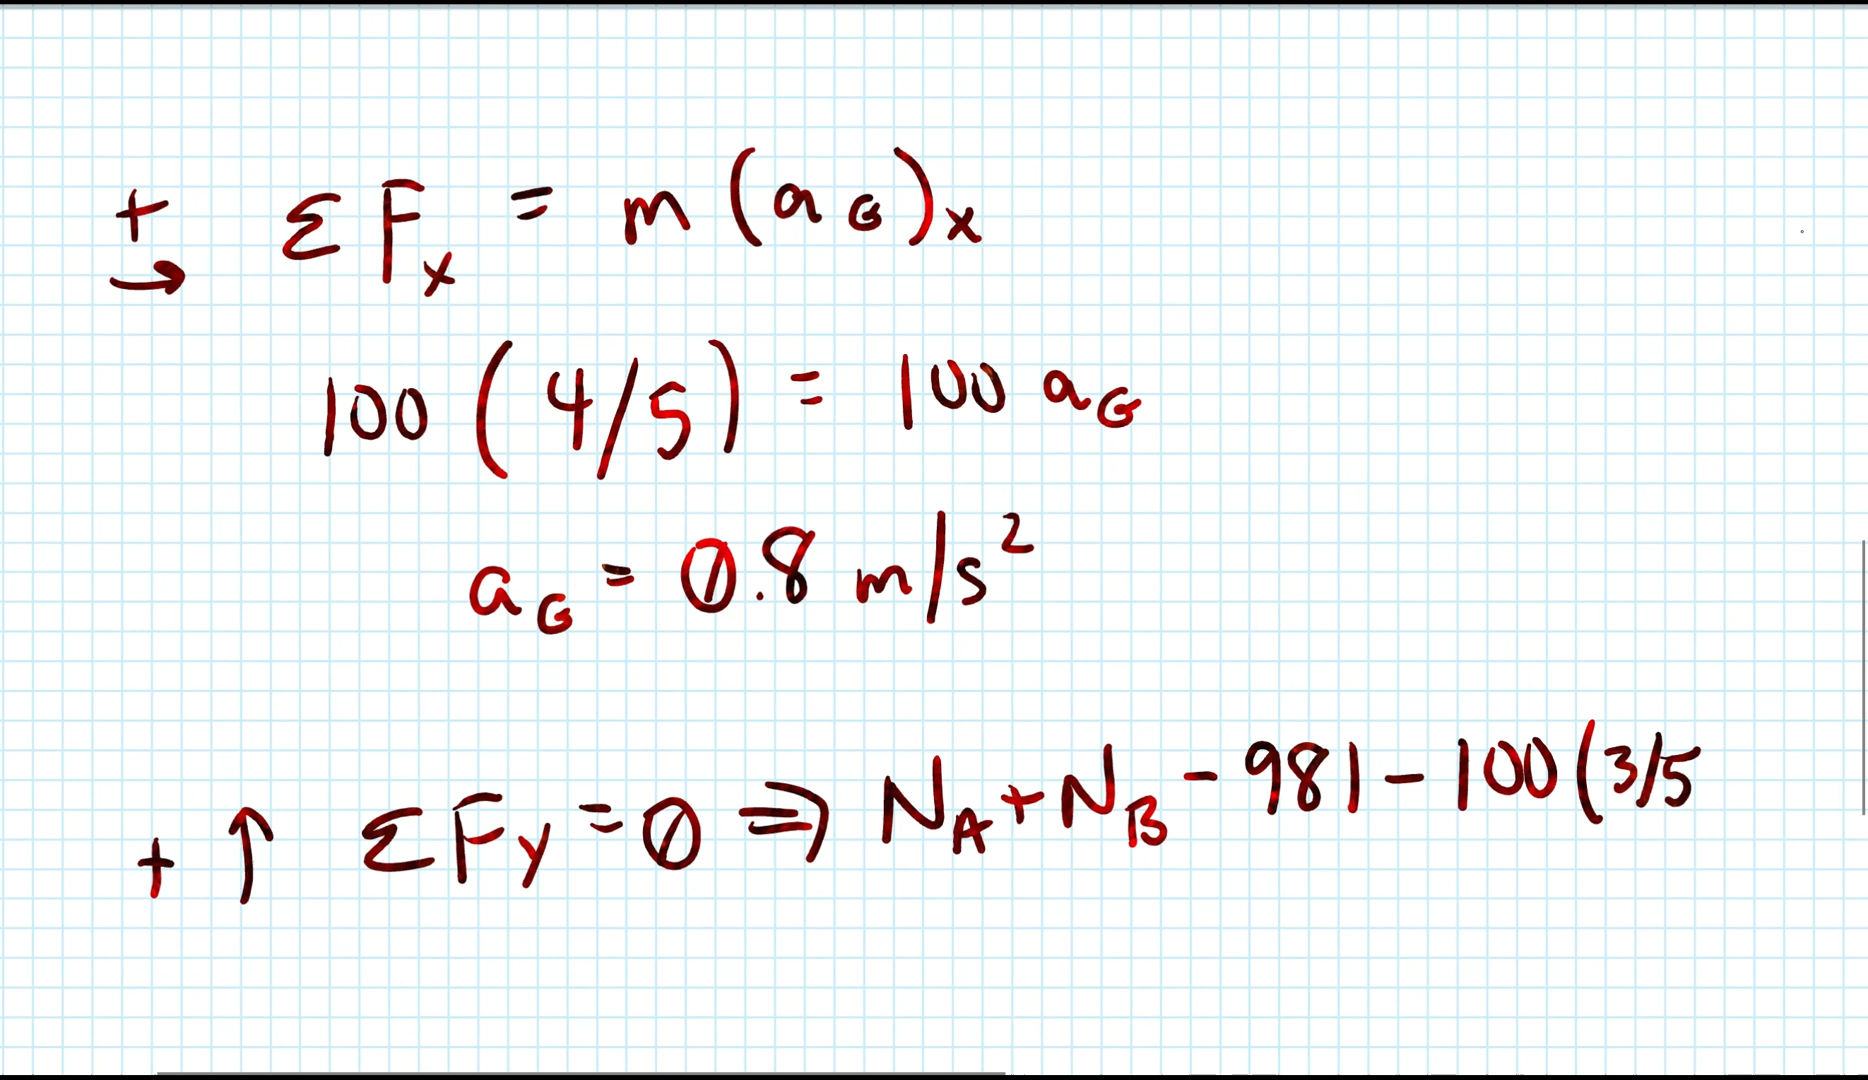 +→ ΣFx = m(aG)x
100 (4/5) = 100 aG
aG = 0.8 m/s²
+↑ ΣFy = 0 ⇒ NA + NB - 981 - 100(3/5